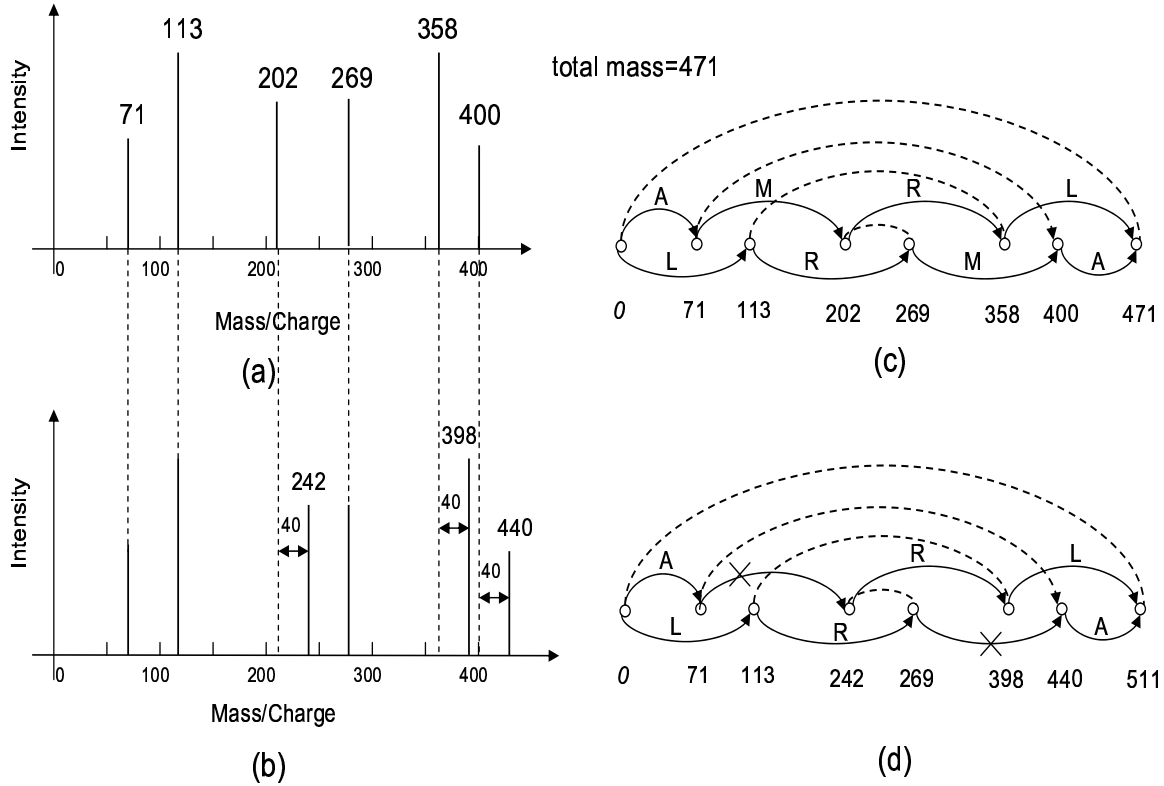 Intensity
71
113
202
269
358
400
0
100
200
300
400
Mass/Charge
(a)
total mass=471
A
M
R
L
L
R
M
A
0 71 113 202 269 358 400 471
(c)
Intensity
242
398
440
40
40
40
0
100
200
300
400
Mass/Charge
(b)
A
R
L
L
R
A
0 71 113 242 269 398 440 511
(d)